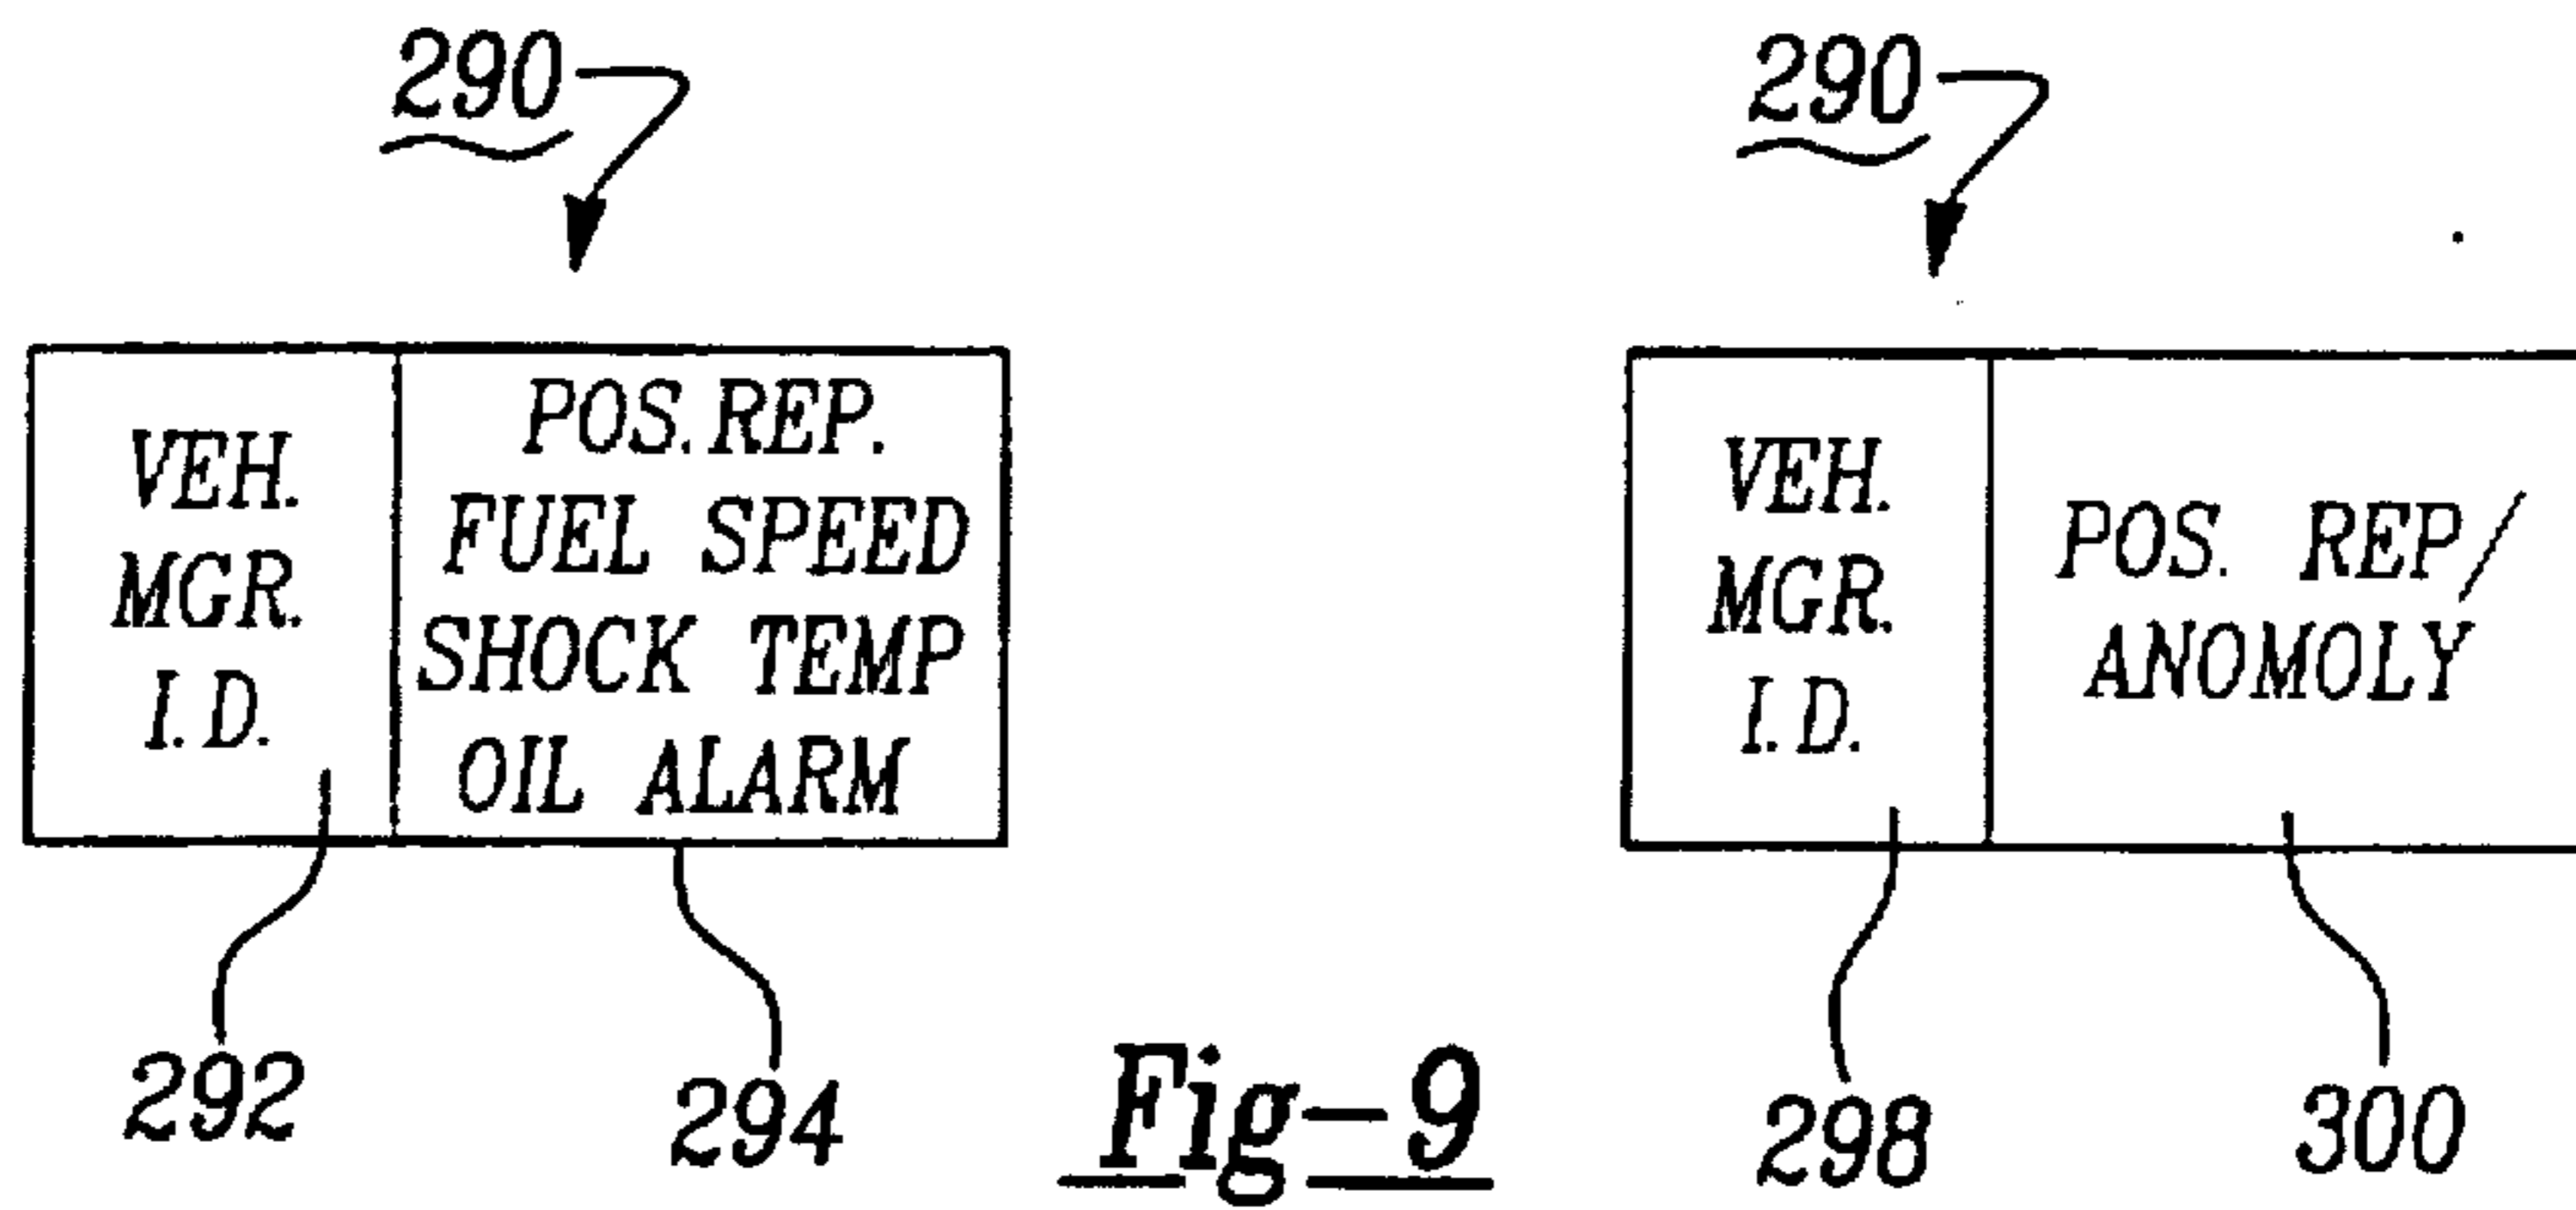 290
290
VEH.
MGR.
I.D.
POS. REP.
FUEL SPEED
SHOCK TEMP
OIL ALARM
VEH.
MGR.
I.D.
POS. REP/
ANOMOLY
292
294
298
300
Fig-9